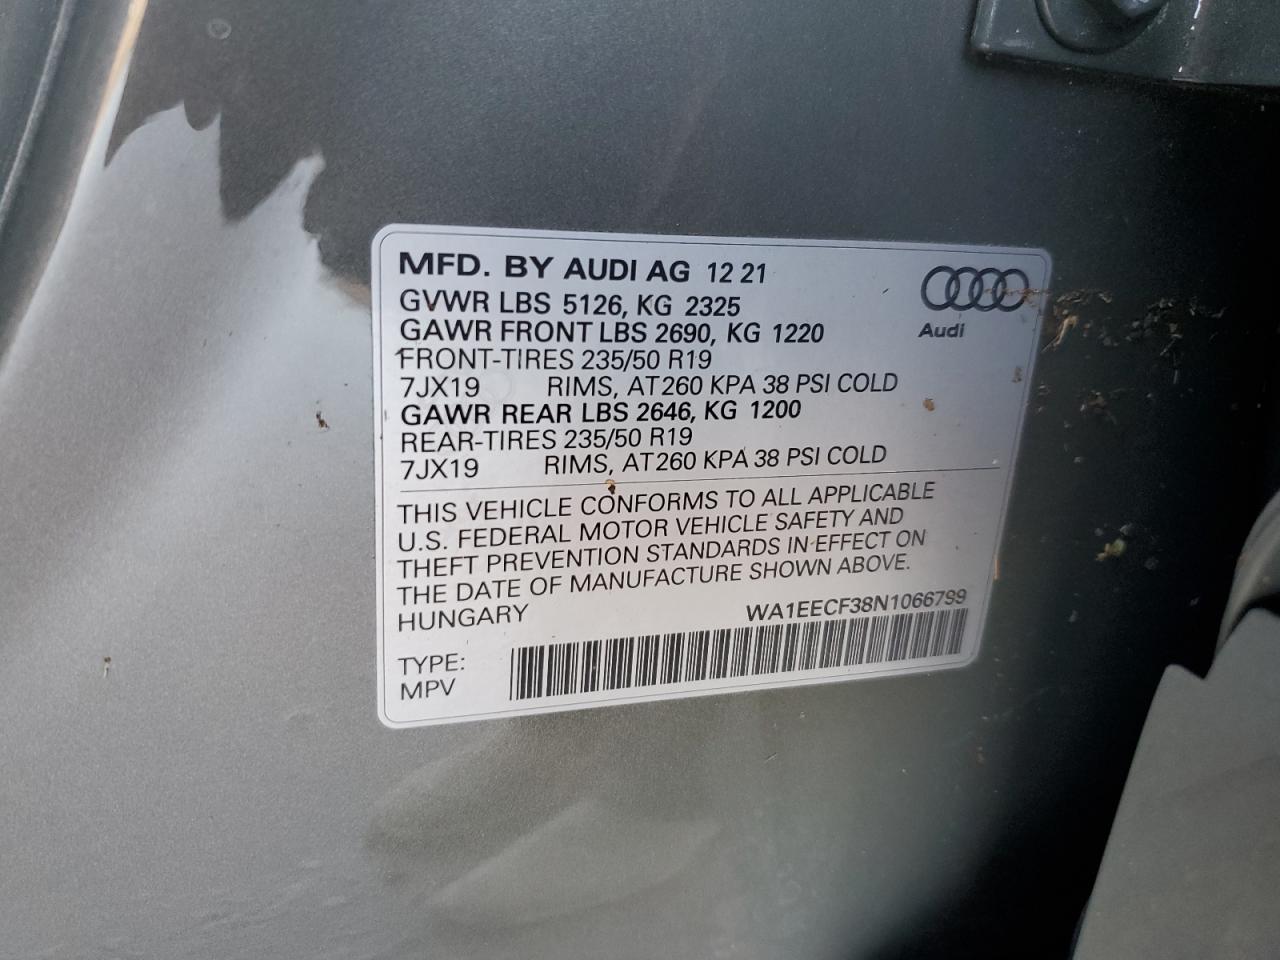 MFD. BY AUDI AG 12 21
GVWR LBS 5126, KG 2325
GAWR FRONT LBS 2690, KG 1220
FRONT-TIRES 235/50 R19
7JX19 RIMS, AT260 KPA 38 PSI COLD
GAWR REAR LBS 2646, KG 1200
REAR-TIRES 235/50 R19
7JX19 RIMS, AT260 KPA 38 PSI COLD
Audi
THIS VEHICLE CONFORMS TO ALL APPLICABLE
U.S. FEDERAL MOTOR VEHICLE SAFETY AND
THEFT PREVENTION STANDARDS IN EFFECT ON
THE DATE OF MANUFACTURE SHOWN ABOVE.
HUNGARY WA1EECF38N1066799
TYPE:
MPV